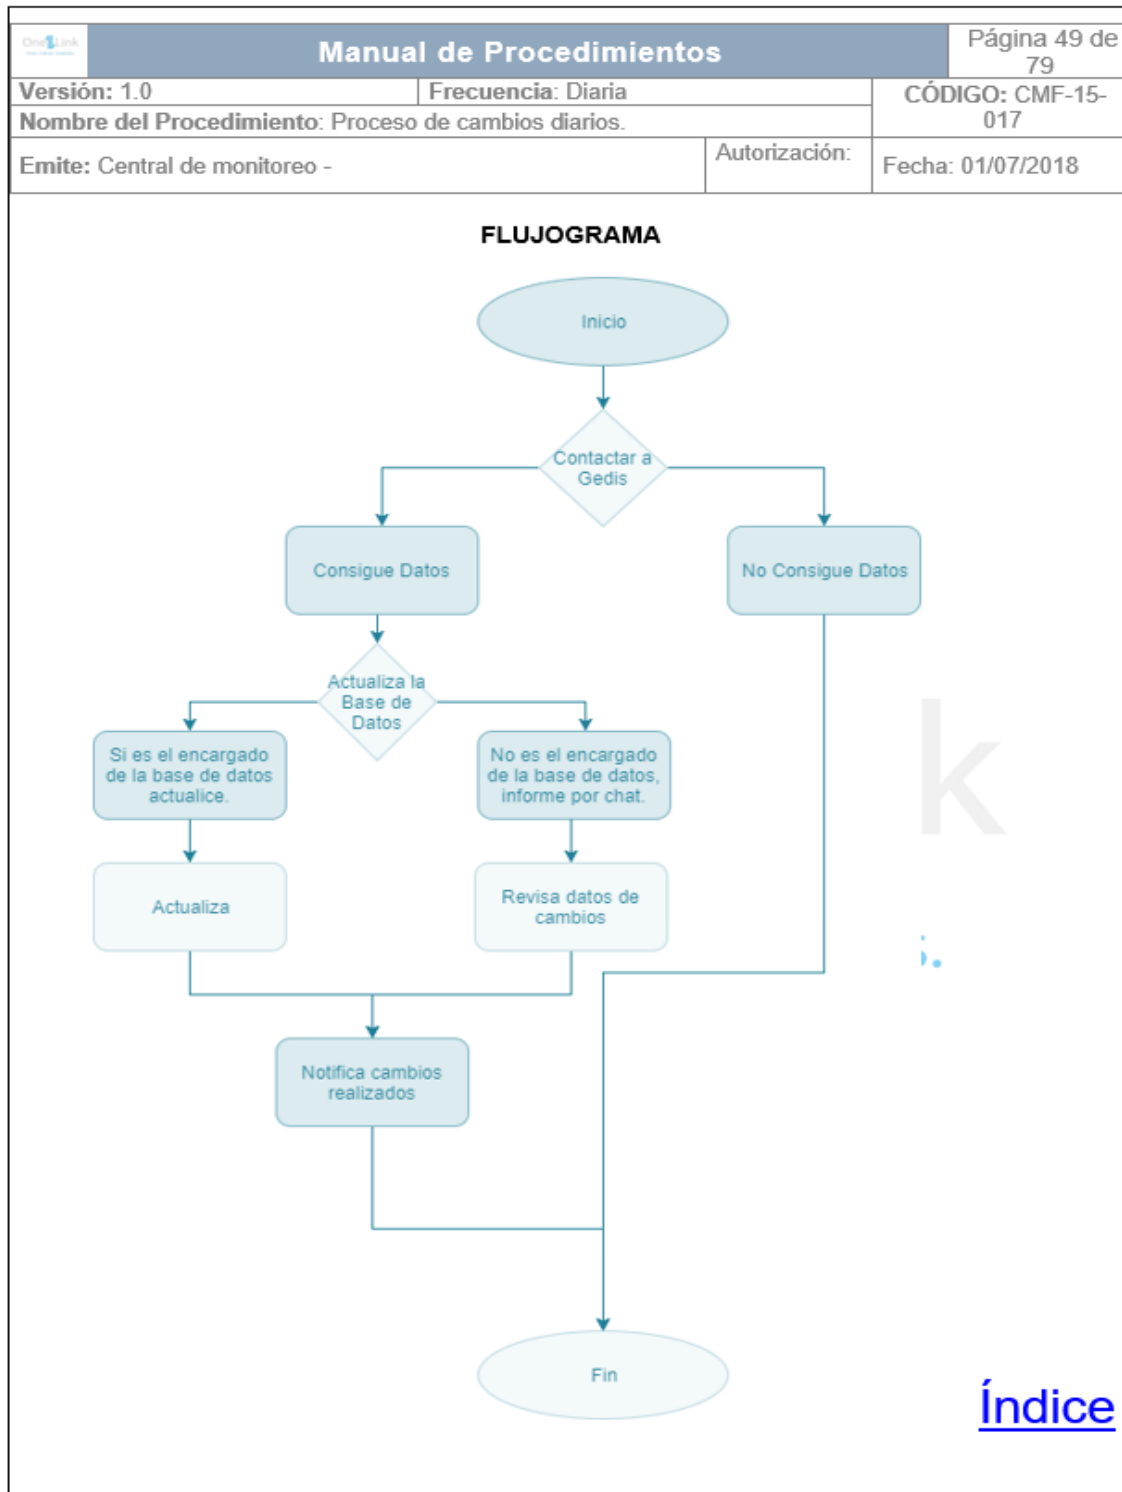 One Link
Manual de Procedimientos
Página 49 de
79
Versión: 1.0
Frecuencia: Diaria
CÓDIGO: CMF-15-
017
Nombre del Procedimiento: Proceso de cambios diarios.
Emite: Central de monitoreo -
Autorización:
Fecha: 01/07/2018
FLUJOGRAMA
Inicio
Contactar a
Gedis
Consigue Datos
No Consigue Datos
Actualiza la
Base de
Datos
Si es el encargado
de la base de datos
actualice.
No es el encargado
de la base de datos,
informe por chat.
k
Actualiza
Revisa datos de
cambios
s.
Notifica cambios
realizados
Fin
Índice